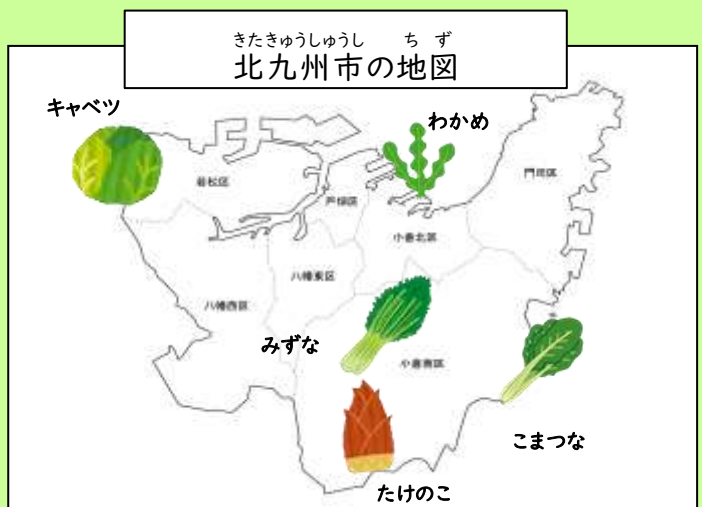 きたきゅうしゅうし ち ず
北九州市の地図
キャベツ
わかめ
若松区
戸畑区
門司区
小倉北区
八幡東区
八幡西区
みずな
小倉南区
こまつな
たけのこ